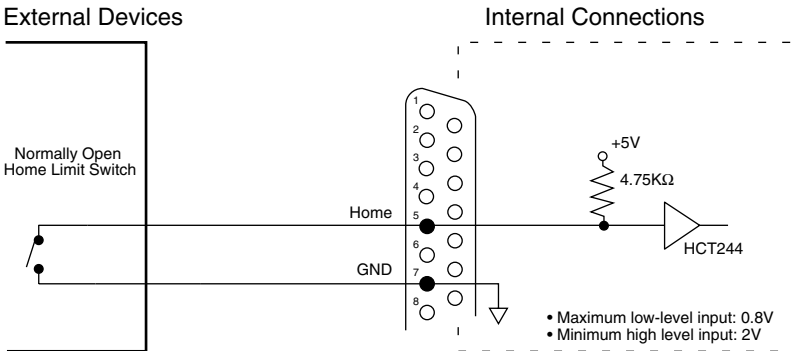 External Devices
Internal Connections
Normally Open
Home Limit Switch
1
2
3
4
Home
5
6
GND
7
8
+5V
4.75KΩ
HCT244
• Maximum low-level input: 0.8V
• Minimum high level input: 2V